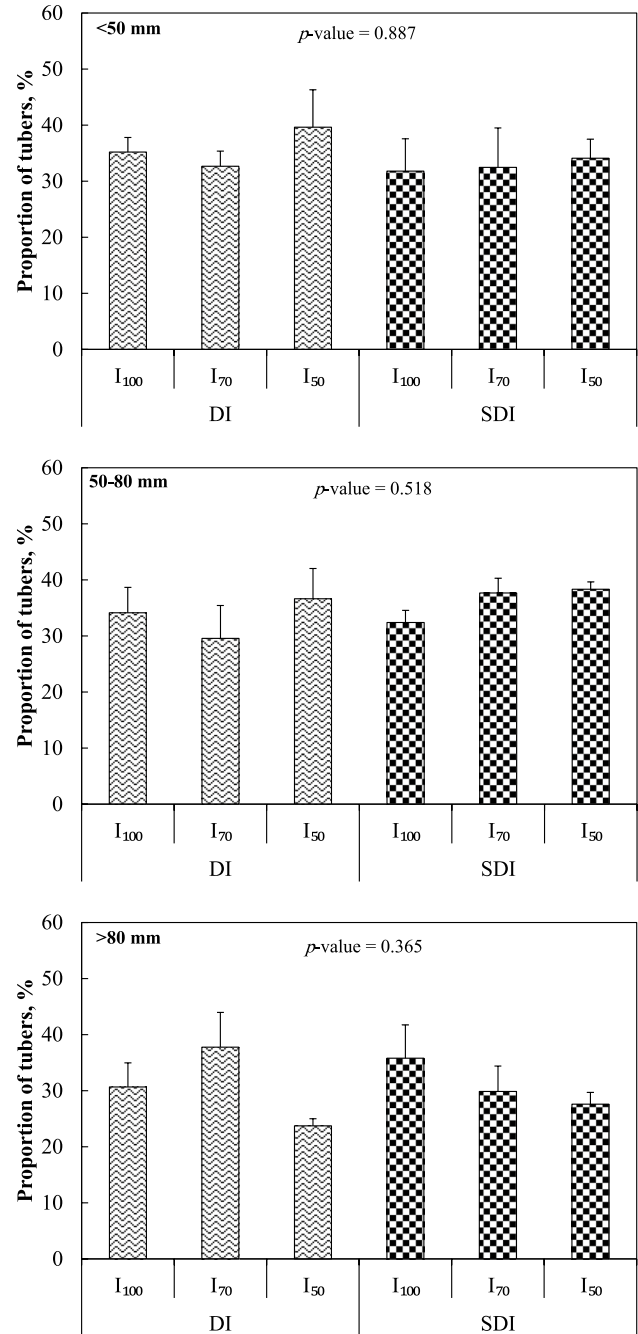 <50 mm
p-value = 0.887
Proportion of tubers, %
60
50
40
30
20
10
0
I₁₀₀ I₇₀ I₅₀ I₁₀₀ I₇₀ I₅₀
DI SDI
50-80 mm
p-value = 0.518
Proportion of tubers, %
60
50
40
30
20
10
0
I₁₀₀ I₇₀ I₅₀ I₁₀₀ I₇₀ I₅₀
DI SDI
>80 mm
p-value = 0.365
Proportion of tubers, %
60
50
40
30
20
10
0
I₁₀₀ I₇₀ I₅₀ I₁₀₀ I₇₀ I₅₀
DI SDI